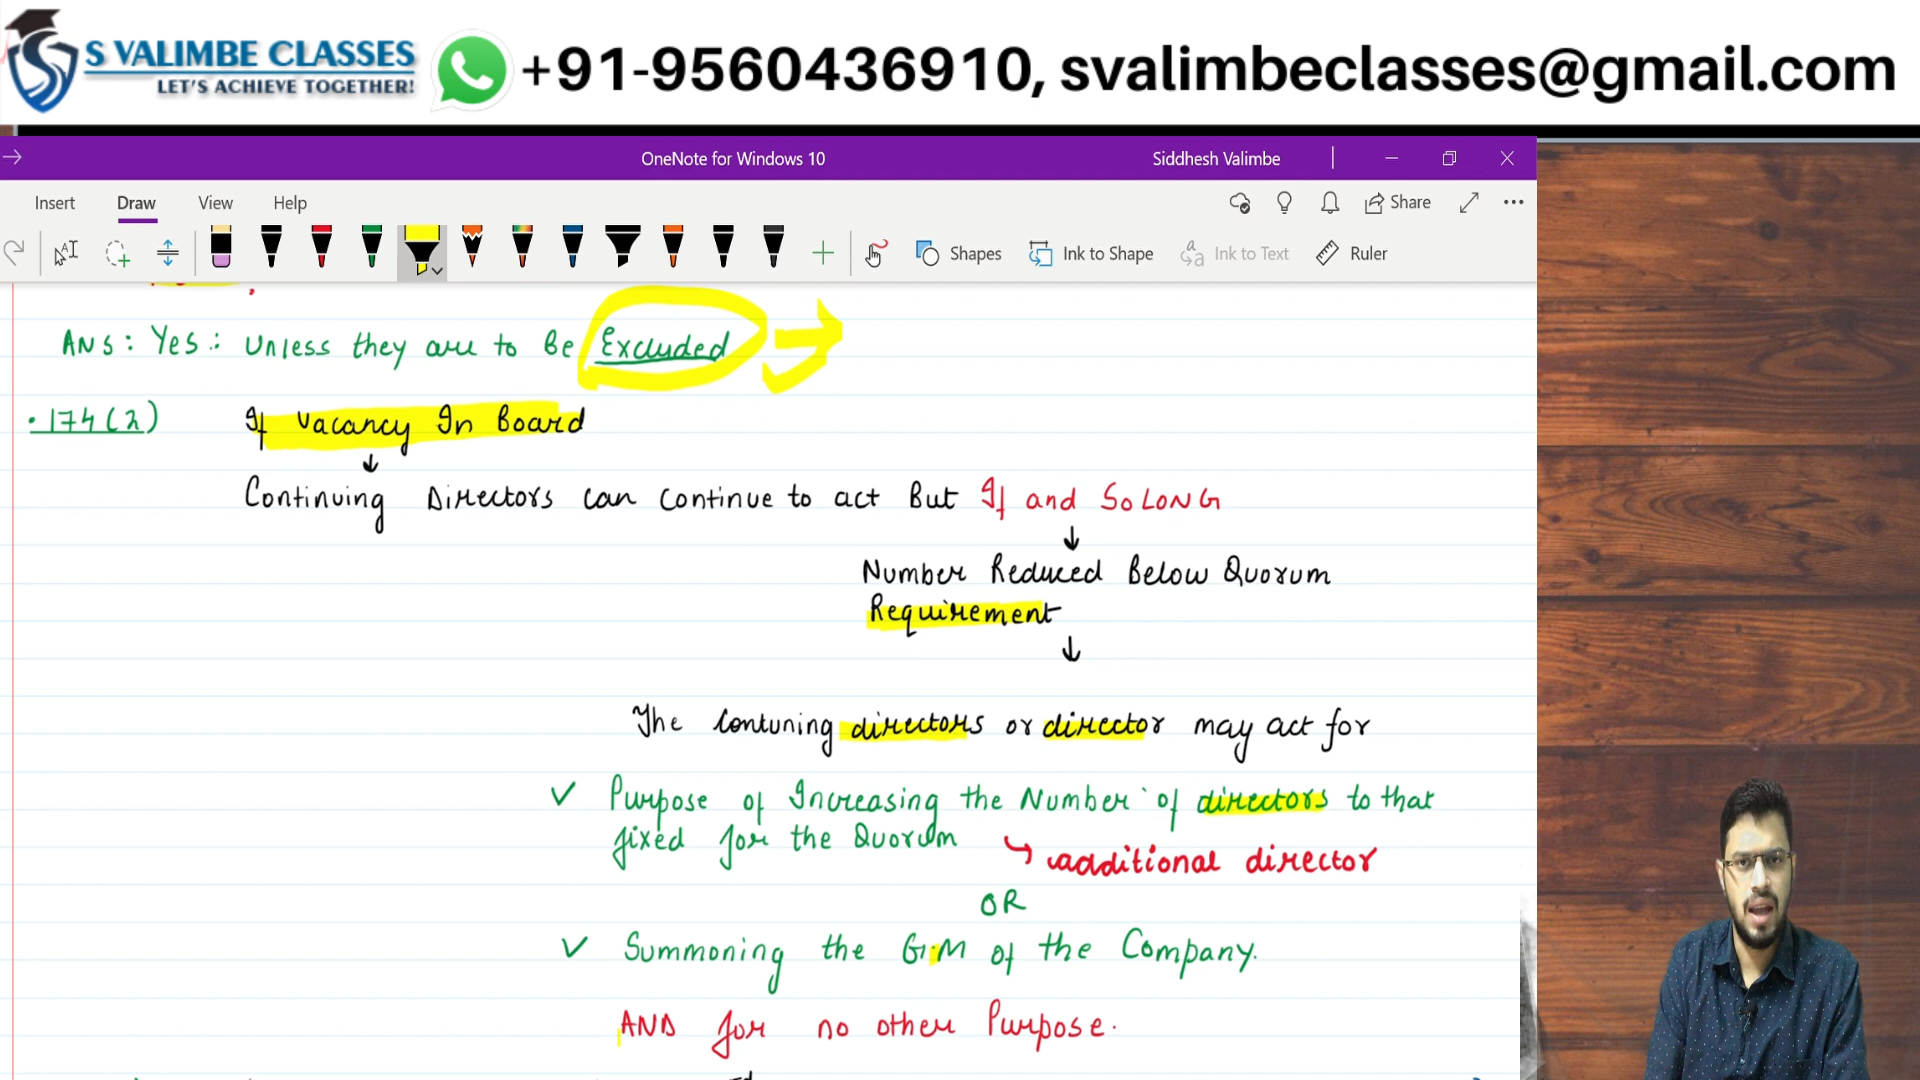 S VALIMBE CLASSES
LET'S ACHIEVE TOGETHER!
+91-9560436910, svalimbeclasses@gmail.com
OneNote for Windows 10
Siddhesh Valimbe
Insert Draw View Help
Share
Shapes Ink to Shape Ink to Text Ruler
Ans: Yes: Unless they are to be Excluded
• 174(2) If Vacancy In Board
Continuing Directors can continue to act But If and So LONG
Number Reduced Below Quorum
Requirement
The Contuning directors or director may act for
✓ Purpose of Increasing the Number of directors to that
fixed for the Quorum
additional director
OR
✓ Summoning the G.M of the Company.
AND for no other Purpose.